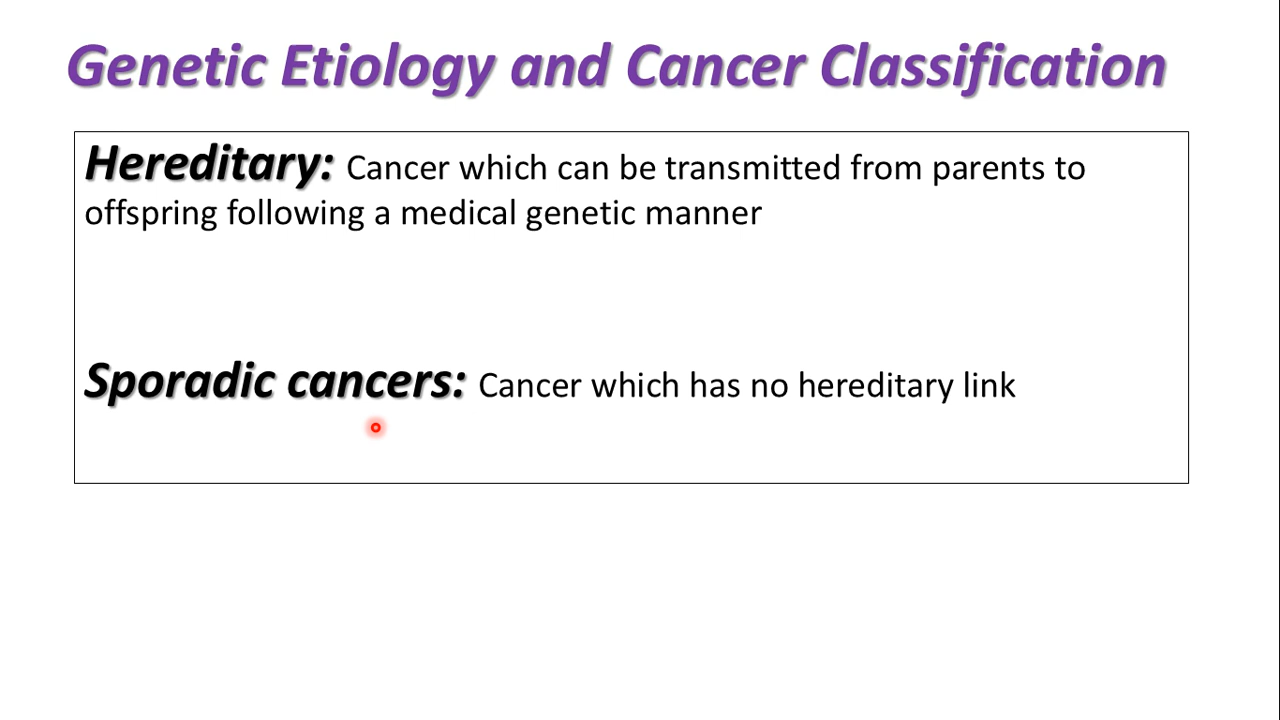 Genetic Etiology and Cancer Classification
Hereditary: Cancer which can be transmitted from parents to
offspring following a medical genetic manner
Sporadic cancers: Cancer which has no hereditary link